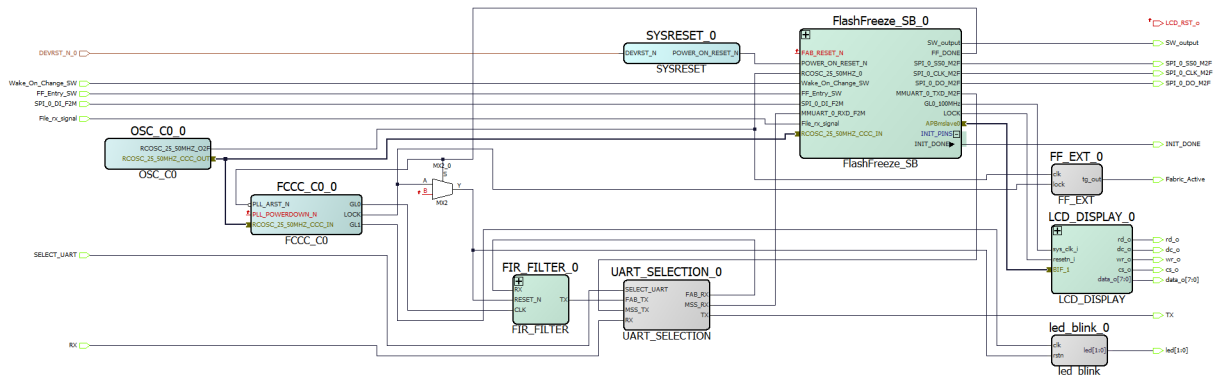 FlashFreeze_SB_0
LCD_RST_o
SYSRESET_0
FAB_RESET_N
SW_output
SW_output
DEVRST_N_0
DEVRST_N
POWER_ON_RESET_N
FF_DONE
SYSRESET
POWER_ON_RESET_N
SPI_0_SS0_M2F
SPI_0_SS0_M2F
RCOSC_25_50MHZ_0
SPI_0_CLK_M2F
SPI_0_CLK_M2F
Wake_On_Change_SW
Wake_On_Change_SW
SPI_0_DO_M2F
SPI_0_DO_M2F
FF_Entry_SW
FF_Entry_SW
MMUART_0_TXD_M2F
SPI_0_DI_F2M
SPI_0_DI_F2M
GL0_100MHz
MMUART_0_RXD_F2M
LOCK
File_rx_signal
File_rx_signal
APBmslave0
OSC_C0_0
RCOSC_25_50MHZ_CCC_IN
INIT_PINS
RCOSC_25_50MHZ_O2F
INIT_DONE
INIT_DONE
RCOSC_25_50MHZ_CCC_OUT
FlashFreeze_SB
FF_EXT_0
OSC_C0
MX2_0
S
clk
tg_out
Fabric_Active
A
Y
lock
FCCC_C0_0
B
FF_EXT
MX2
PLL_ARST_N
GL0
PLL_POWERDOWN_N
LOCK
LCD_DISPLAY_0
RCOSC_25_50MHZ_CCC_IN
GL1
FCCC_C0
rd_o
rd_o
sys_clk_i
dc_o
dc_o
SELECT_UART
resetn_i
wr_o
wr_o
FIR_FILTER_0
UART_SELECTION_0
BIF_1
cs_o
cs_o
data_o[7:0]
data_o[7:0]
RX
SELECT_UART
FAB_RX
LCD_DISPLAY
RESET_N
TX
FAB_TX
MSS_RX
CLK
MSS_TX
TX
TX
FIR_FILTER
RX
UART_SELECTION
led_blink_0
RX
clk
led[1:0]
led[1:0]
rstn
led_blink